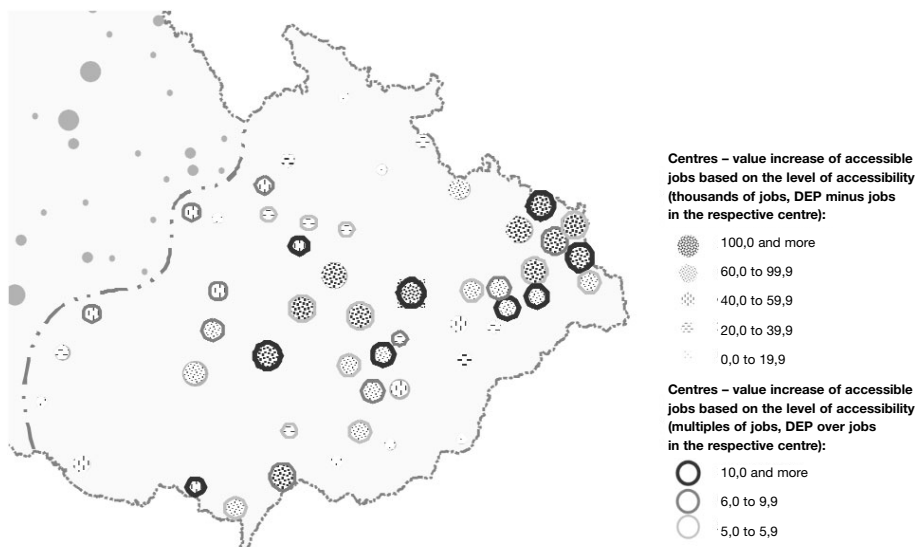 Centres – value increase of accessible
jobs based on the level of accessibility
(thousands of jobs, DEP minus jobs
in the respective centre):
100,0 and more
60,0 to 99,9
40,0 to 59,9
20,0 to 39,9
0,0 to 19,9
Centres – value increase of accessible
jobs based on the level of accessibility
(multiples of jobs, DEP over jobs
in the respective centre):
10,0 and more
6,0 to 9,9
5,0 to 5,9